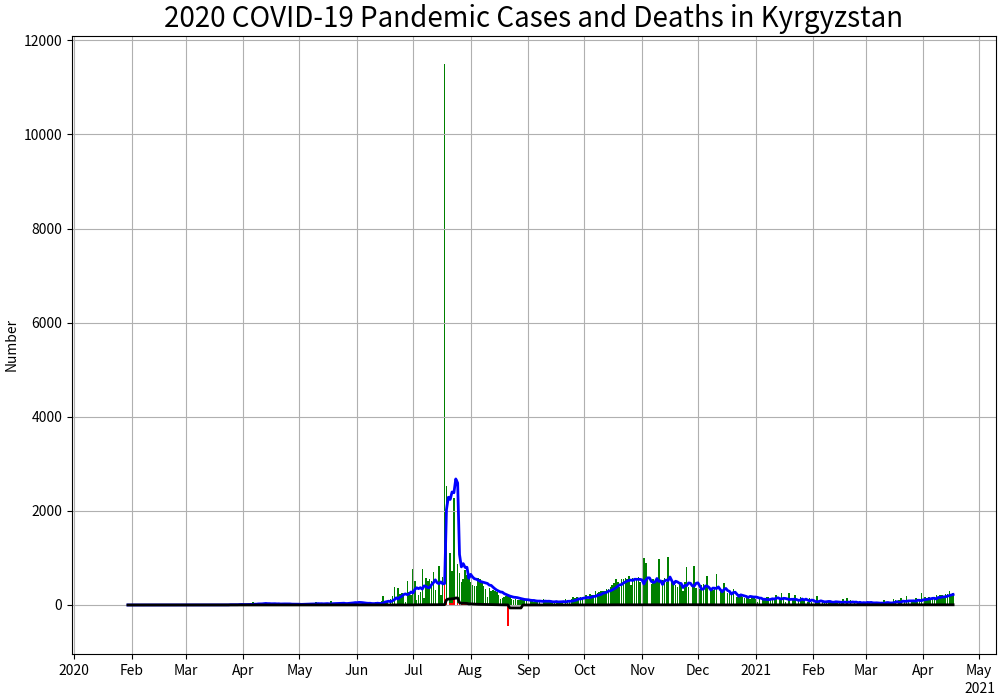 2020 COVID-19 Pandemic Cases and Deaths in Kyrgyzstan
12000
10000
8000
6000
4000
2000
0
Number
2020 Feb Mar Apr May Jun Jul Aug Sep Oct Nov Dec 2021 Feb Mar Apr May
2021